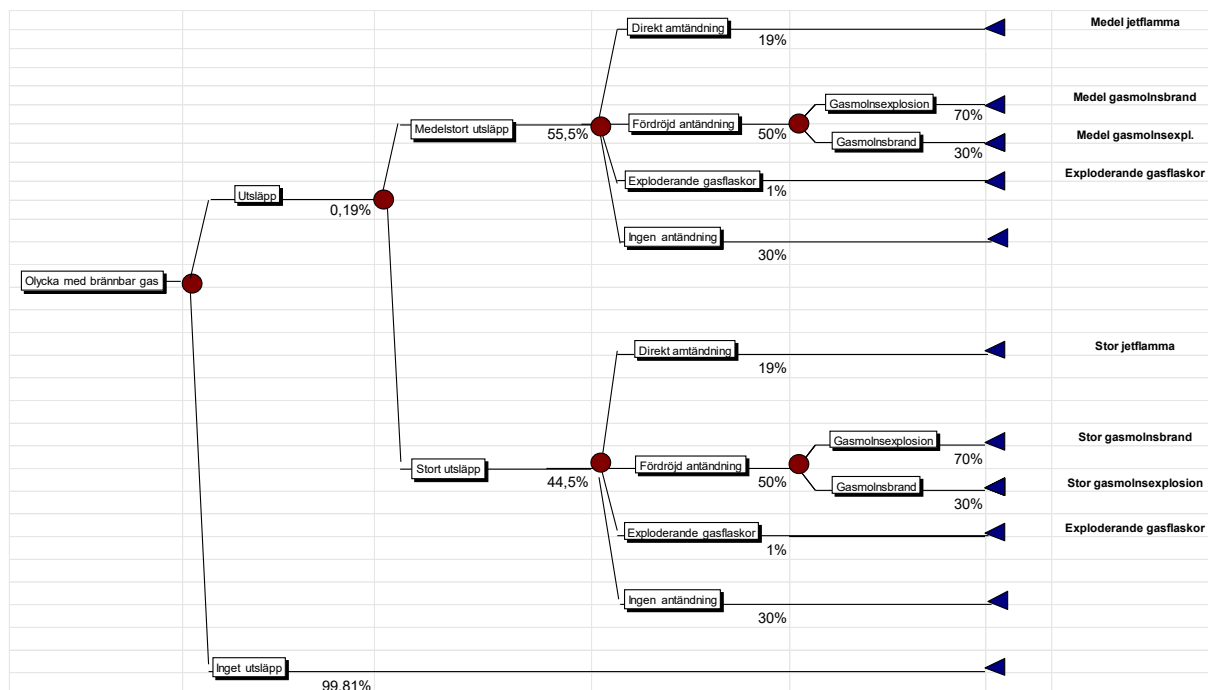 Direkt amtändning
Medel jetflamma
19%
Gasmolnsexplosion
Medel gasmolnsbrand
70%
Medelstort utsläpp
55,5%
Fördröjd antändning
50%
Gasmolnsbrand
Medel gasmolnsexpl.
30%
Exploderande gasflaskor
Exploderande gasflaskor
1%
Utsläpp
0,19%
Ingen antändning
30%
Olycka med brännbar gas
Direkt amtändning
Stor jetflamma
19%
Gasmolnsexplosion
Stor gasmolnsbrand
70%
Stort utsläpp
44,5%
Fördröjd antändning
50%
Gasmolnsbrand
Stor gasmolnsexplosion
30%
Exploderande gasflaskor
Exploderande gasflaskor
1%
Ingen antändning
30%
Inget utsläpp
99,81%